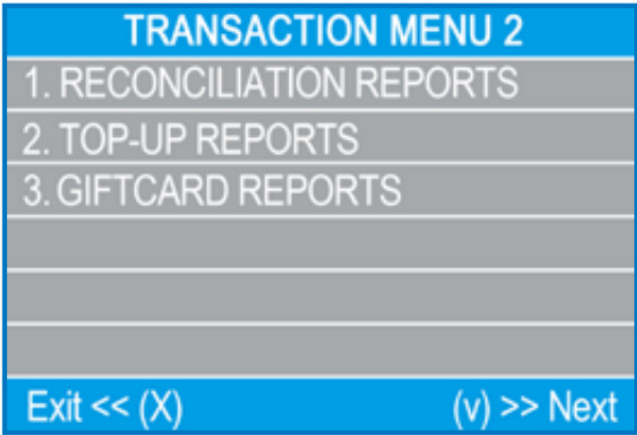 TRANSACTION MENU 2
1. RECONCILIATION REPORTS
2. TOP-UP REPORTS
3. GIFTCARD REPORTS
Exit << (X) (v) >> Next